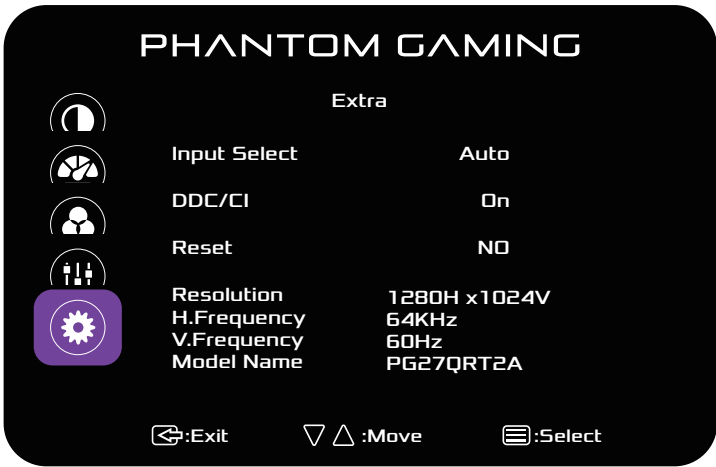 PHANTOM GAMING
Extra
Input Select Auto
DDC/CI On
Reset NO
Resolution 1280H x1024V
H.Frequency 64KHz
V.Frequency 60Hz
Model Name PG27QRT2A
:Exit :Move :Select